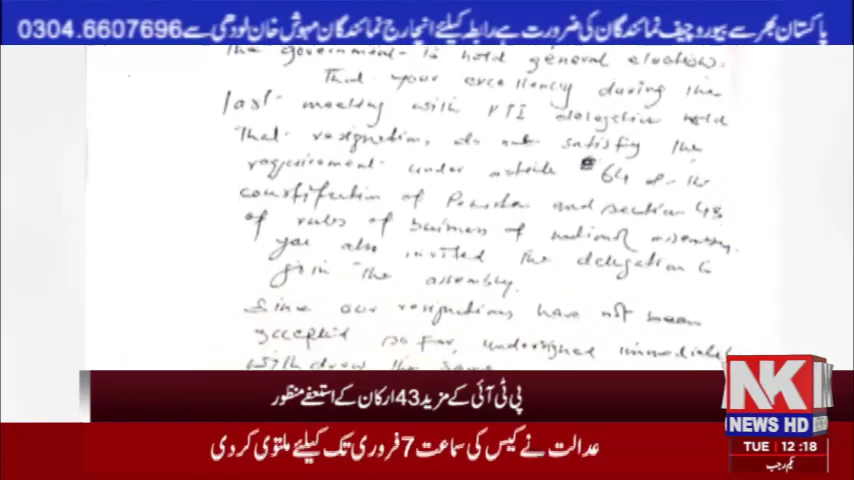 پاکستان بھر سے بیورو چیف نمائندگان کی ضرورت ہے رابطہ کیلئے انچارج نمائندگان مہوش خان لودھی سے 0304.6607696
the government to hold general elections.
That your excellency during the
last meeting with PTI delegation held
That resignation, do not satisfy the
requirement under article 64 of the
constitution of Pakistan and section 43
of rules of business of national assembly.
you also invited the delegation to
join the assembly.
Since our resignations have not been
accepted so far, undersigned immediately
withdraw the same
پی ٹی آئی کے مزید 43 ارکان کے استعفے منظور
عدالت نے کیس کی سماعت 7 فروری تک کیلئے ملتوی کر دی
NKI
NEWS HD
TUE 12:18
یکم رجب